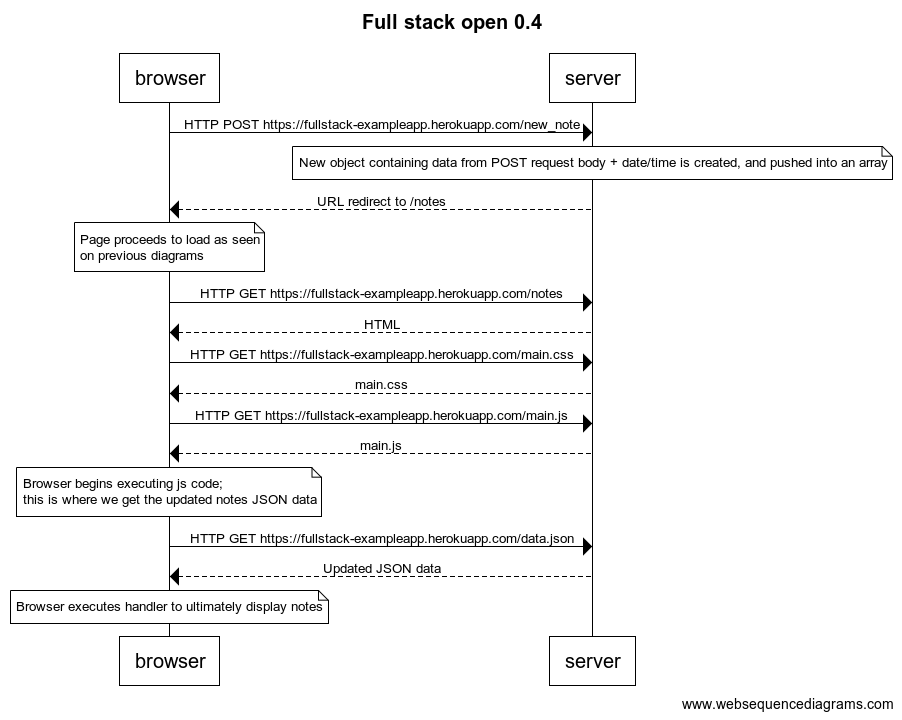 Full stack open 0.4
browser
server
HTTP POST https://fullstack-exampleapp.herokuapp.com/new_note
New object containing data from POST request body + date/time is created, and pushed into an array
URL redirect to /notes
Page proceeds to load as seen
on previous diagrams
HTTP GET https://fullstack-exampleapp.herokuapp.com/notes
HTML
HTTP GET https://fullstack-exampleapp.herokuapp.com/main.css
main.css
HTTP GET https://fullstack-exampleapp.herokuapp.com/main.js
main.js
Browser begins executing js code;
this is where we get the updated notes JSON data
HTTP GET https://fullstack-exampleapp.herokuapp.com/data.json
Updated JSON data
Browser executes handler to ultimately display notes
browser
server
www.websequencediagrams.com